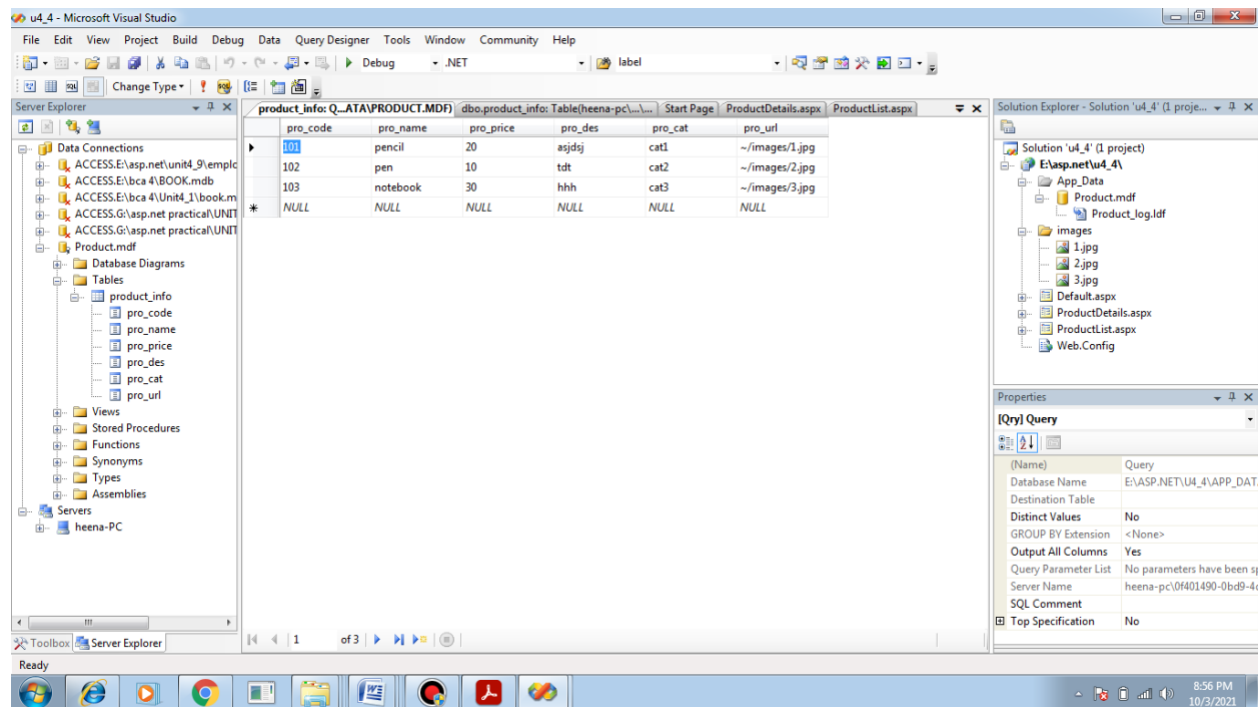 u4_4 - Microsoft Visual Studio
File Edit View Project Build Debug Data Query Designer Tools Window Community Help
Debug .NET label
Change Type
Server Explorer
Data Connections
ACCESS.E:\asp.net\unit4_9\emplc
ACCESS.E:\bca 4\BOOK.mdb
ACCESS.E:\bca 4\Unit4_1\book.m
ACCESS.G:\asp.net practical\UNIT
ACCESS.G:\asp.net practical\UNIT
Product.mdf
Database Diagrams
Tables
product_info
pro_code
pro_name
pro_price
pro_des
pro_cat
pro_url
Views
Stored Procedures
Functions
Synonyms
Types
Assemblies
Servers
heena-PC
Toolbox Server Explorer
product_info: Q...ATA\PRODUCT.MDF) dbo.product_info: Table(heena-pc\...\... Start Page ProductDetails.aspx ProductList.aspx
pro_code pro_name pro_price pro_des pro_cat pro_url
101 pencil 20 asjdsj cat1 ~/images/1.jpg
102 pen 10 tdt cat2 ~/images/2.jpg
103 notebook 30 hhh cat3 ~/images/3.jpg
NULL NULL NULL NULL NULL NULL
1 of 3
Solution Explorer - Solution 'u4_4' (1 proje...
Solution 'u4_4' (1 project)
E:\asp.net\u4_4\
App_Data
Product.mdf
Product_log.ldf
images
1.jpg
2.jpg
3.jpg
Default.aspx
ProductDetails.aspx
ProductList.aspx
Web.Config
Properties
[Qry] Query
(Name) Query
Database Name E:\ASP.NET\U4_4\APP_DAT
Destination Table
Distinct Values No
GROUP BY Extension <None>
Output All Columns Yes
Query Parameter List No parameters have been sp
Server Name heena-pc\0f401490-0bd9-4c
SQL Comment
Top Specification No
Ready
8:56 PM
10/3/2021